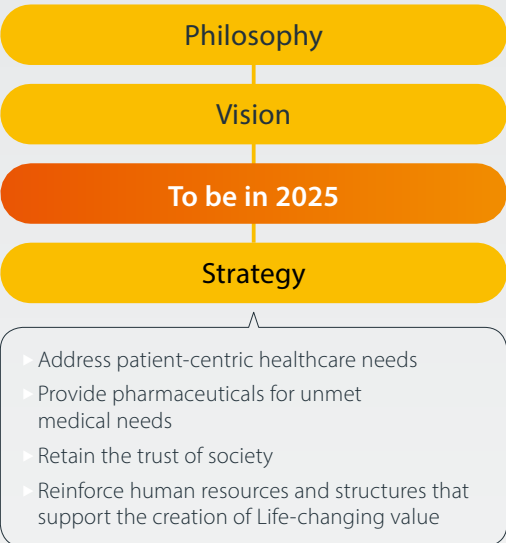 Philosophy
Vision
To be in 2025
Strategy
Address patient-centric healthcare needs
Provide pharmaceuticals for unmet
medical needs
Retain the trust of society
Reinforce human resources and structures that
support the creation of Life-changing value